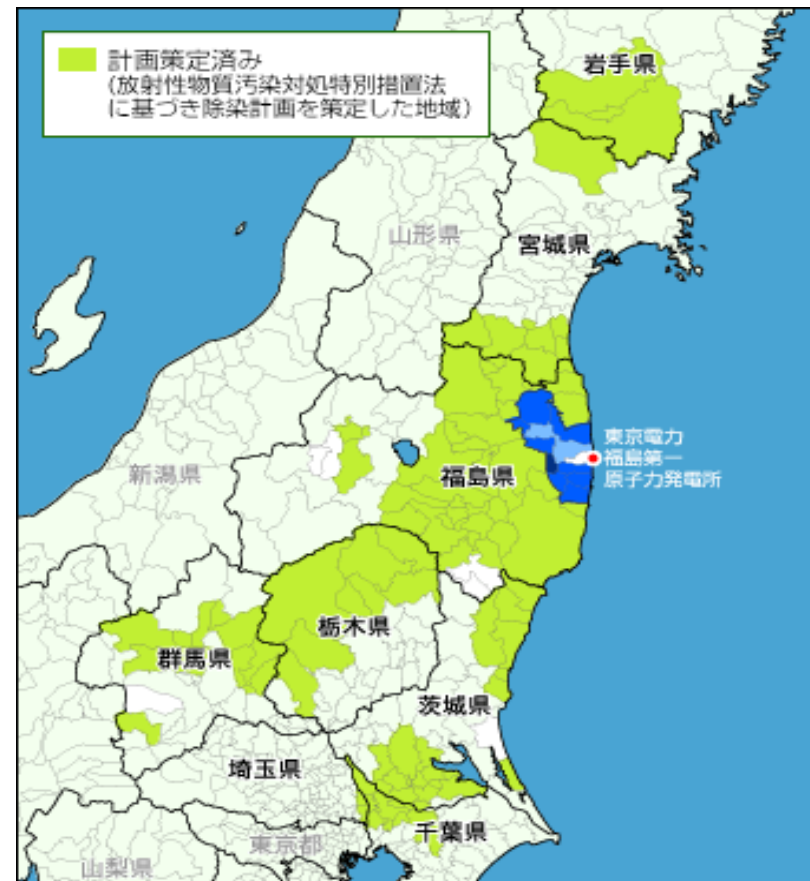 計画策定済み
(放射性物質汚染対処特別措置法
に基づき除染計画を策定した地域)
岩手県
山形県
宮城県
東京電力
福島第一
原子力発電所
新潟県
福島県
栃木県
群馬県
茨城県
埼玉県
千葉県
東京都
山梨県